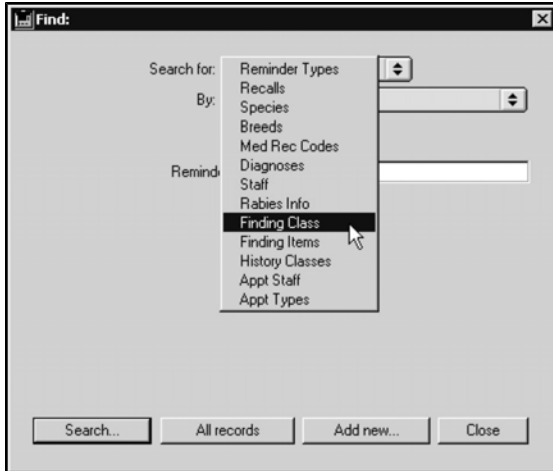 Find:
Search for: Reminder Types
Recalls
By: Species
Breeds
Med Rec Codes
Diagnoses
Remind Staff
Rabies Info
Finding Class
Finding Items
History Classes
Appt Staff
Appt Types
Search... All records Add new... Close